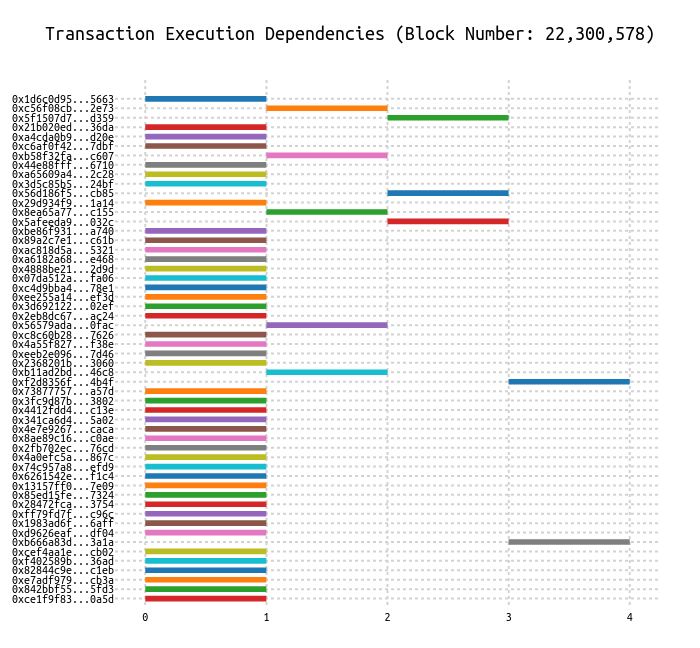 Transaction Execution Dependencies (Block Number: 22,300,578)
0x1d6c0d95...5663
0xc56f08cb...2e73
0x5f1507d7...d359
0x21b020ed...36da
0xa4cda0b9...d20e
0xc6af0f42...7dbf
0xb58f32fa...c607
0x44e88fff...6710
0xa65609a4...2c28
0x3d5c85b5...24bf
0x56d186f5...cb85
0x29d934f9...1a14
0x8ea65a77...c155
0x5afeeda9...032c
0xbe86f931...a740
0x89a2c7e1...c61b
0xac818d5a...5321
0xa6182a68...e468
0x4888be21...2d9d
0x07da512a...fa06
0xc4d9bba4...78e1
0xee255a14...ef3d
0x3d692122...02ef
0x2eb8dc67...ac24
0x56579ada...0fac
0xc8c60b28...7626
0x4a55f827...f38e
0xeeb2e096...7d46
0x2368201b...3060
0xb11ad2bd...46c8
0xf2d8356f...4b4f
0x73877757...a57d
0x3fc9d87b...3802
0x4412fdd4...c13e
0x341ca6d4...5a02
0x4e7e9267...caca
0x8ae89c16...c0ae
0x2fb702ec...76cd
0x4a0efc5a...867c
0x74c957a8...efd9
0x6261542e...f1c4
0x13157ff0...7e09
0x85ed15fe...7324
0x28472fca...3754
0xff79fd7f...c96c
0x1983ad6f...6aff
0xd9626eaf...df04
0xb666a83d...3a1a
0xcef4aa1e...cb02
0xf402589b...36ad
0x82844c9e...c1eb
0xe7adf979...cb3a
0x842bbf55...5fd3
0xce1f9f83...0a5d
0 1 2 3 4